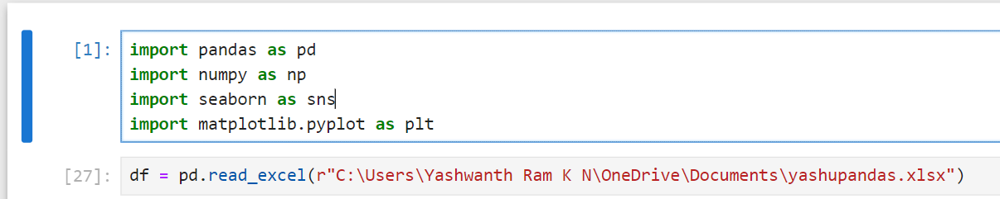 [1]:
import pandas as pd
import numpy as np
import seaborn as sns
import matplotlib.pyplot as plt
[27]:
df = pd.read_excel(r"C:\Users\Yashwanth Ram K N\OneDrive\Documents\yashupandas.xlsx")